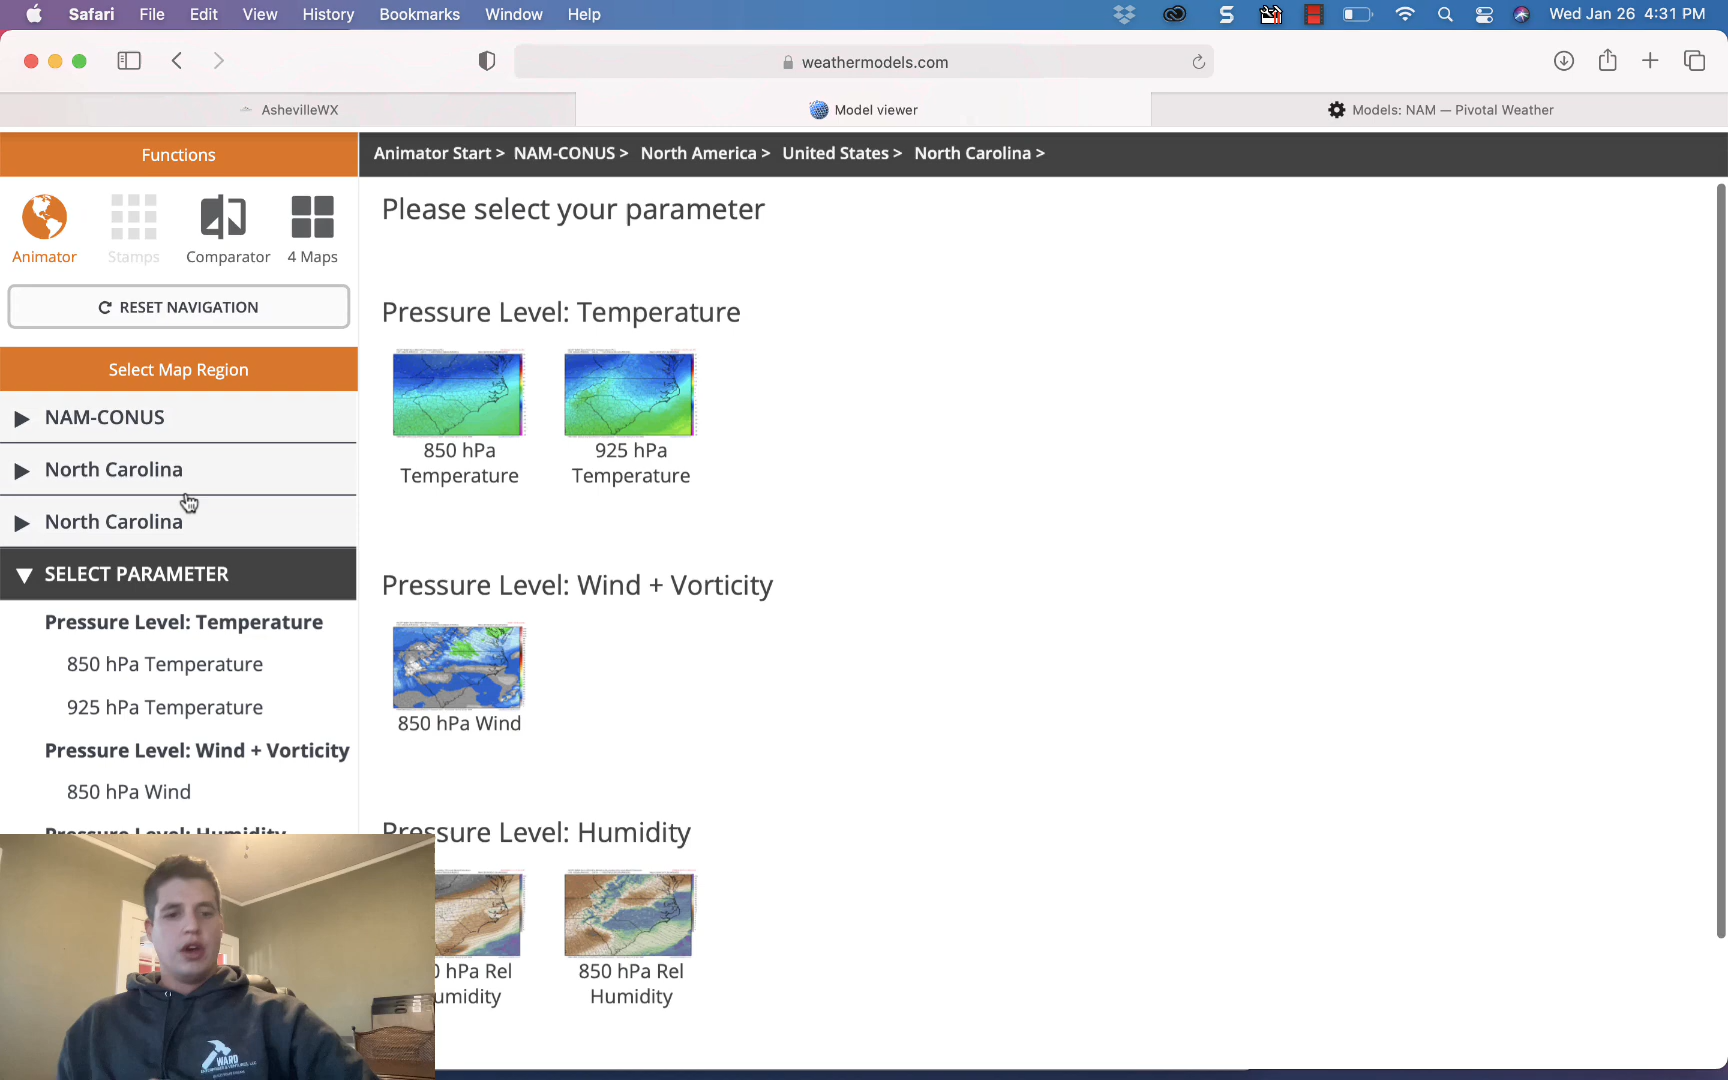 Safari File Edit View History Bookmarks Window Help
Wed Jan 26 4:31 PM
weathermodels.com
AshevilleWX
Model viewer
Models: NAM — Pivotal Weather
Functions
Animator Start > NAM-CONUS > North America > United States > North Carolina >
Animator
Stamps
Comparator
4 Maps
RESET NAVIGATION
Select Map Region
NAM-CONUS
North Carolina
North Carolina
SELECT PARAMETER
Pressure Level: Temperature
850 hPa Temperature
925 hPa Temperature
Pressure Level: Wind + Vorticity
850 hPa Wind
Pressure Level: Humidity
Please select your parameter
Pressure Level: Temperature
850 hPa
Temperature
925 hPa
Temperature
Pressure Level: Wind + Vorticity
850 hPa Wind
Pressure Level: Humidity
hPa Rel
umidity
850 hPa Rel
Humidity
WARD